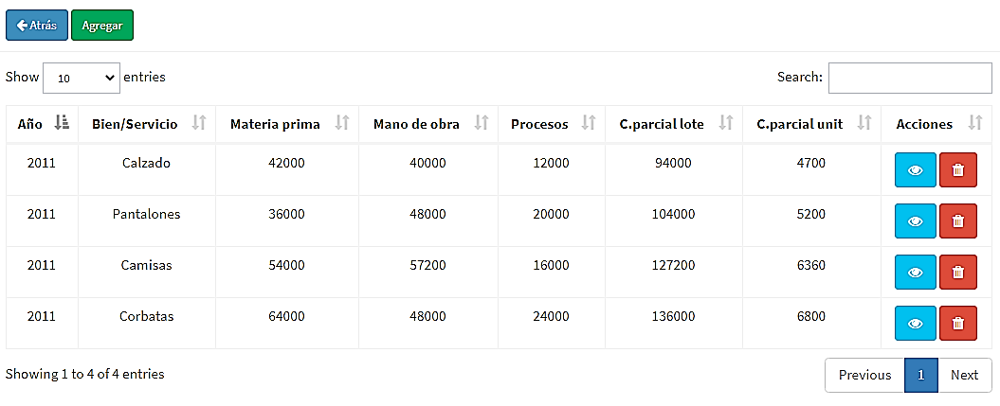 Atrás Agregar
Show 10 entries Search:
Año Bien/Servicio Materia prima Mano de obra Procesos C.parcial lote C.parcial unit Acciones
2011 Calzado 42000 40000 12000 94000 4700
2011 Pantalones 36000 48000 20000 104000 5200
2011 Camisas 54000 57200 16000 127200 6360
2011 Corbatas 64000 48000 24000 136000 6800
Showing 1 to 4 of 4 entries Previous 1 Next